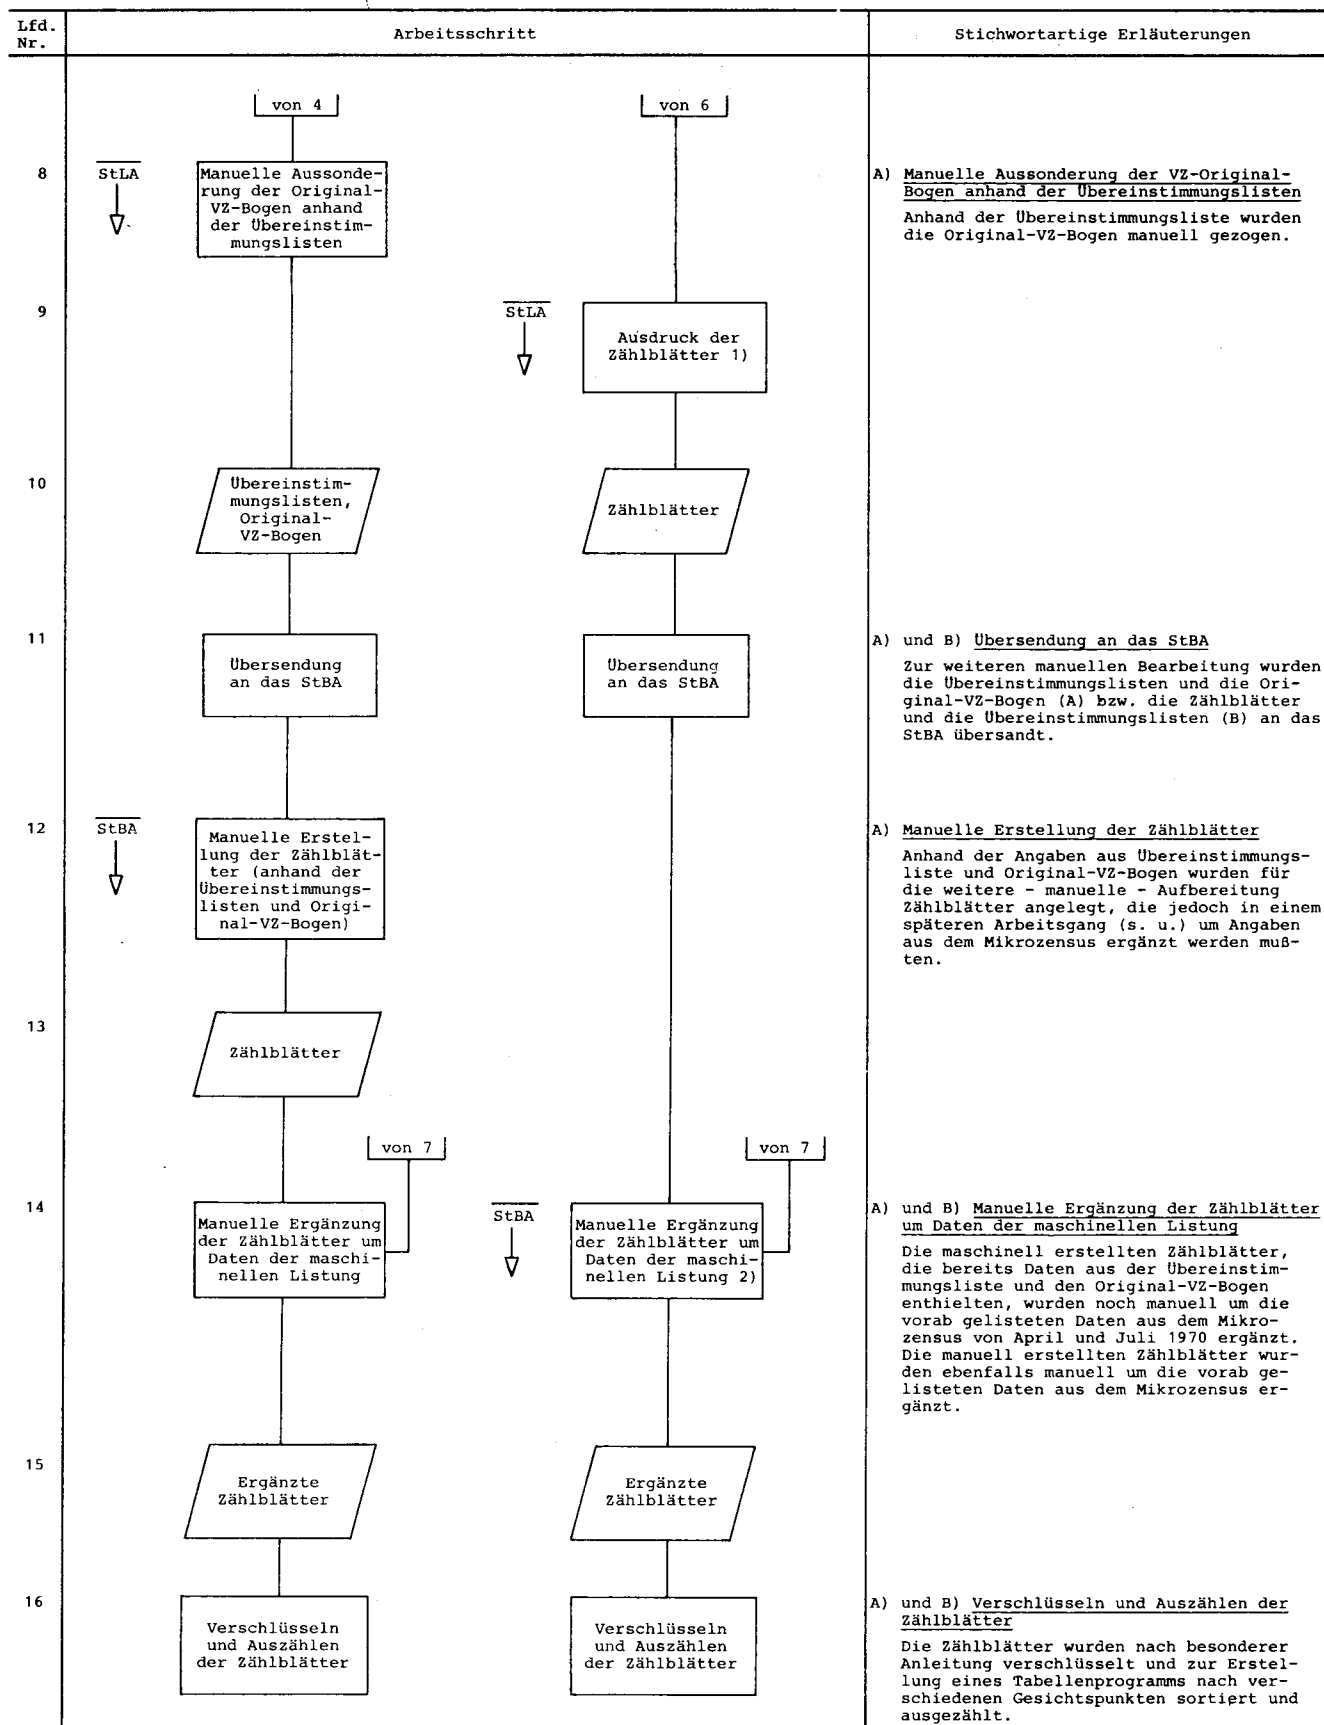 Lfd.
Nr.
Arbeitsschritt
Stichwortartige Erläuterungen
von 4
von 6
8
StLA
Manuelle Aussonde-
rung der Original-
VZ-Bogen anhand
der Übereinstim-
mungslisten
A) Manuelle Aussonderung der VZ-Original-
Bogen anhand der Übereinstimmungslisten
Anhand der Übereinstimmungsliste wurden
die Original-VZ-Bogen manuell gezogen.
9
StLA
Ausdruck der
Zählblätter 1)
10
Übereinstim-
mungslisten,
Original-
VZ-Bogen
Zählblätter
11
Übersendung
an das StBA
Übersendung
an das StBA
A) und B) Übersendung an das StBA
Zur weiteren manuellen Bearbeitung wurden
die Übereinstimmungslisten und die Ori-
ginal-VZ-Bogen (A) bzw. die Zählblätter
und die Übereinstimmungslisten (B) an das
StBA übersandt.
12
StBA
Manuelle Erstel-
lung der Zählblät-
ter (anhand der
Übereinstimmungs-
listen und Origi-
nal-VZ-Bogen)
A) Manuelle Erstellung der Zählblätter
Anhand der Angaben aus Übereinstimmungs-
liste und Original-VZ-Bogen wurden für
die weitere - manuelle - Aufbereitung
Zählblätter angelegt, die jedoch in einem
späteren Arbeitsgang (s. u.) um Angaben
aus dem Mikrozensus ergänzt werden muß-
ten.
13
Zählblätter
von 7
von 7
14
Manuelle Ergänzung
der Zählblätter um
Daten der maschi-
nellen Listung
StBA
Manuelle Ergänzung
der Zählblätter um
Daten der maschi-
nellen Listung 2)
A) und B) Manuelle Ergänzung der Zählblätter
um Daten der maschinellen Listung
Die maschinell erstellten Zählblätter,
die bereits Daten aus der Übereinstim-
mungsliste und den Original-VZ-Bogen
enthielten, wurden noch manuell um die
vorab gelisteten Daten aus dem Mikro-
zensus von April und Juli 1970 ergänzt.
Die manuell erstellten Zählblätter wur-
den ebenfalls manuell um die vorab ge-
listeten Daten aus dem Mikrozensus er-
gänzt.
15
Ergänzte
Zählblätter
Ergänzte
Zählblätter
16
Verschlüsseln
und Auszählen
der Zählblätter
Verschlüsseln
und Auszählen
der Zählblätter
A) und B) Verschlüsseln und Auszählen der
Zählblätter
Die Zählblätter wurden nach besonderer
Anleitung verschlüsselt und zur Erstel-
lung eines Tabellenprogramms nach ver-
schiedenen Gesichtspunkten sortiert und
ausgezählt.